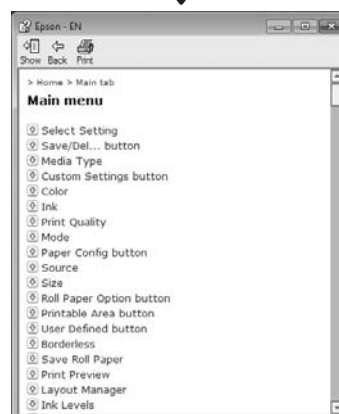 Epson - EN
Show Back Print
> Home > Main tab
Main menu
Select Setting
Save/Del... button
Media Type
Custom Settings button
Color
Ink
Print Quality
Mode
Paper Config button
Source
Size
Roll Paper Option button
Printable Area button
User Defined button
Borderless
Save Roll Paper
Print Preview
Layout Manager
Ink Levels